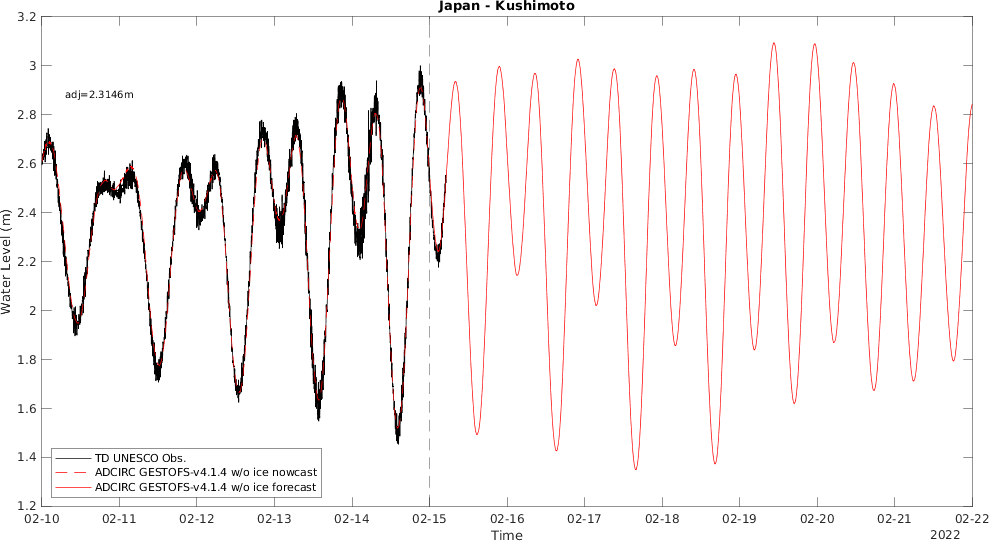 Japan - Kushimoto
3.2
3
2.8
2.6
2.4
2.2
2
1.8
1.6
1.4
1.2
Water Level (m)
adj=2.3146m
TD UNESCO Obs.
ADCIRC GESTOFS-v4.1.4 w/o ice nowcast
ADCIRC GESTOFS-v4.1.4 w/o ice forecast
02-10 02-11 02-12 02-13 02-14 02-15 02-16 02-17 02-18 02-19 02-20 02-21 02-22
Time
2022